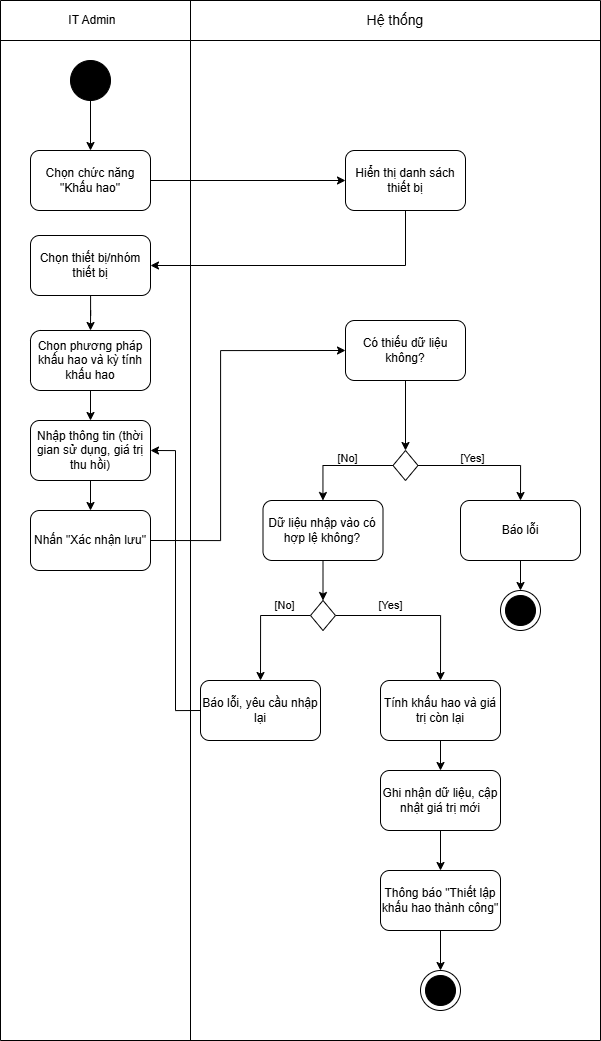 IT Admin
Hệ thống
Chọn chức năng
"Khấu hao"
Hiển thị danh sách
thiết bị
Chọn thiết bị/nhóm
thiết bị
Chọn phương pháp
khấu hao và kỳ tính
khấu hao
Có thiếu dữ liệu
không?
Nhập thông tin (thời
gian sử dụng, giá trị
thu hồi)
[No]
[Yes]
Nhấn "Xác nhận lưu"
Dữ liệu nhập vào có
hợp lệ không?
Báo lỗi
[No]
[Yes]
Báo lỗi, yêu cầu nhập
lại
Tính khấu hao và giá
trị còn lại
Ghi nhận dữ liệu, cập
nhật giá trị mới
Thông báo "Thiết lập
khấu hao thành công"